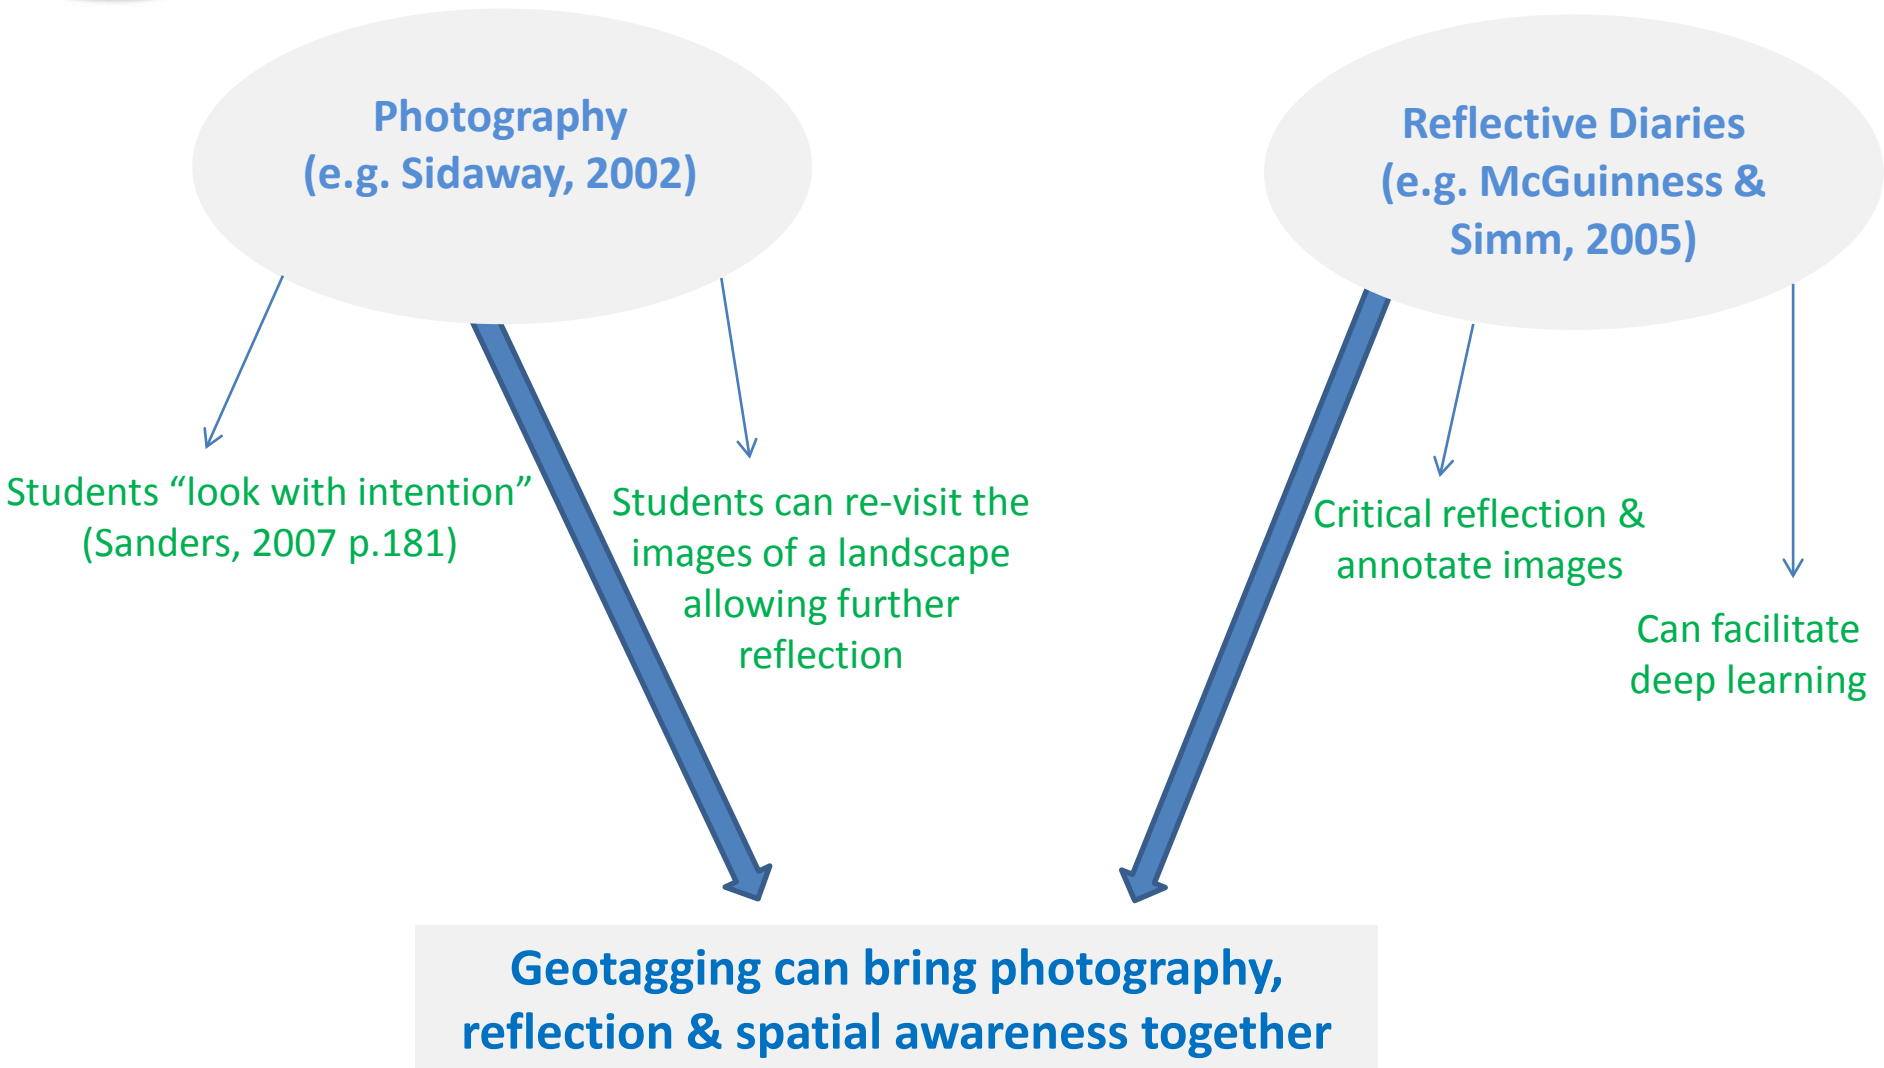 Photography
(e.g. Sidaway, 2002)
Reflective Diaries
(e.g. McGuinness &
Simm, 2005)
Students “look with intention”
(Sanders, 2007 p.181)
Students can re-visit the
images of a landscape
allowing further
reflection
Critical reflection &
annotate images
Can facilitate
deep learning
Geotagging can bring photography,
reflection & spatial awareness together